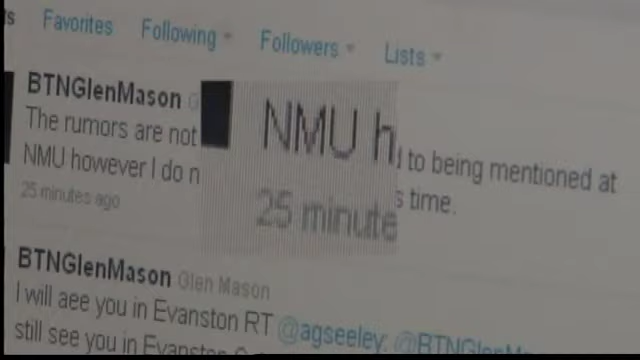 Favorites Following Followers Lists
BTNGlenMason
The rumors are not to being mentioned at
NMU however I do n s time.
25 minutes ago
NMU h
25 minute
BTNGlenMason Glen Mason
I will aee you in Evanston RT @agseeley: @BTNGlenM
still see you in Evanston